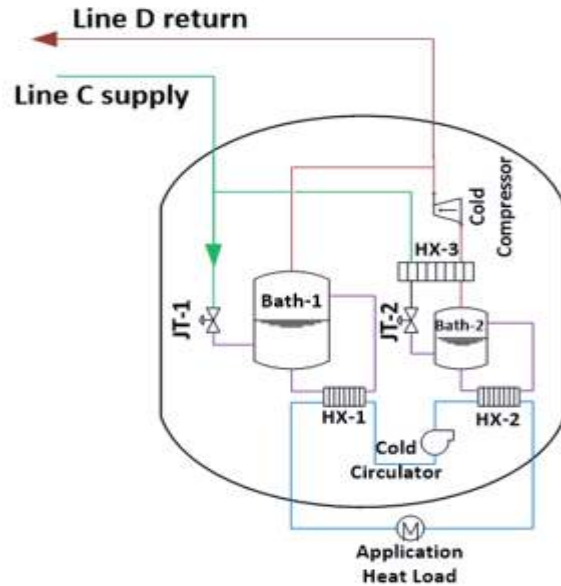 Line D return
Line C supply
Cold
Compressor
HX-3
JT-1
Bath-1
JT-2
Bath-2
HX-1
HX-2
Cold
Circulator
M
Application
Heat Load